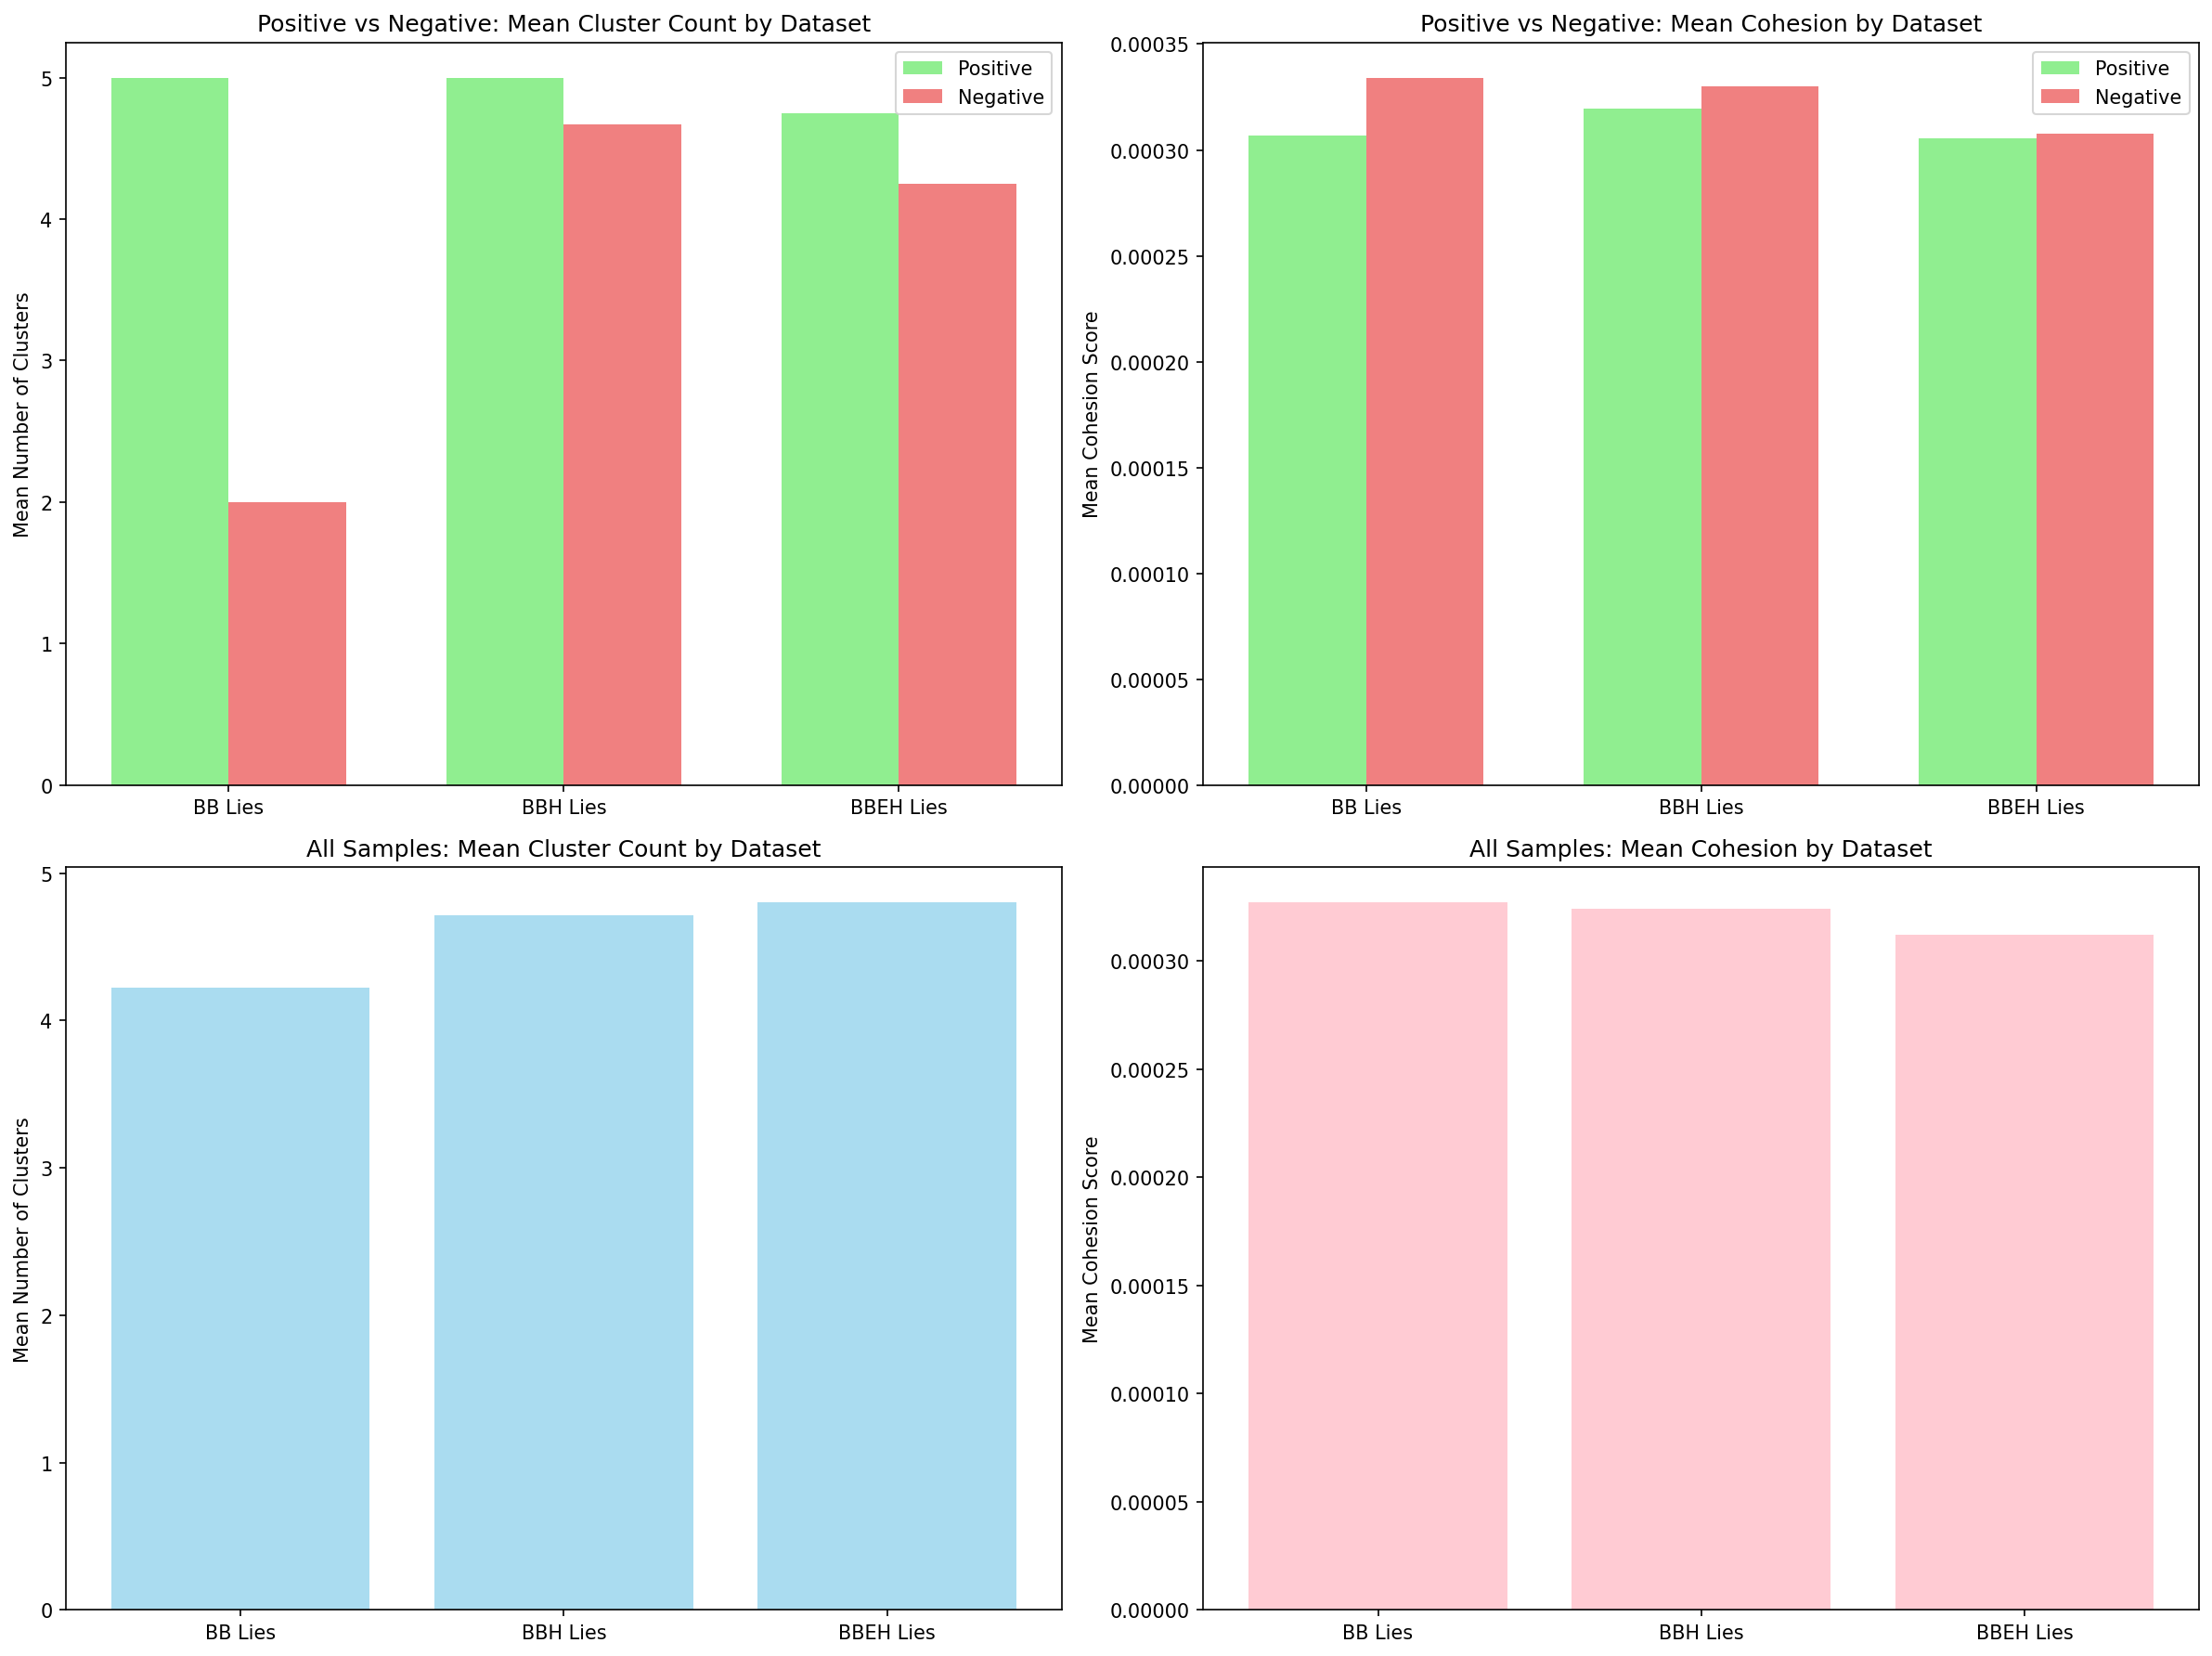 Positive vs Negative: Mean Cluster Count by Dataset
Mean Number of Clusters
5
4
3
2
1
0
Positive
Negative
BB Lies
BBH Lies
BBEH Lies
Positive vs Negative: Mean Cohesion by Dataset
Mean Cohesion Score
0.00035
0.00030
0.00025
0.00020
0.00015
0.00010
0.00005
0.00000
Positive
Negative
BB Lies
BBH Lies
BBEH Lies
All Samples: Mean Cluster Count by Dataset
Mean Number of Clusters
5
4
3
2
1
0
BB Lies
BBH Lies
BBEH Lies
All Samples: Mean Cohesion by Dataset
Mean Cohesion Score
0.00030
0.00025
0.00020
0.00015
0.00010
0.00005
0.00000
BB Lies
BBH Lies
BBEH Lies